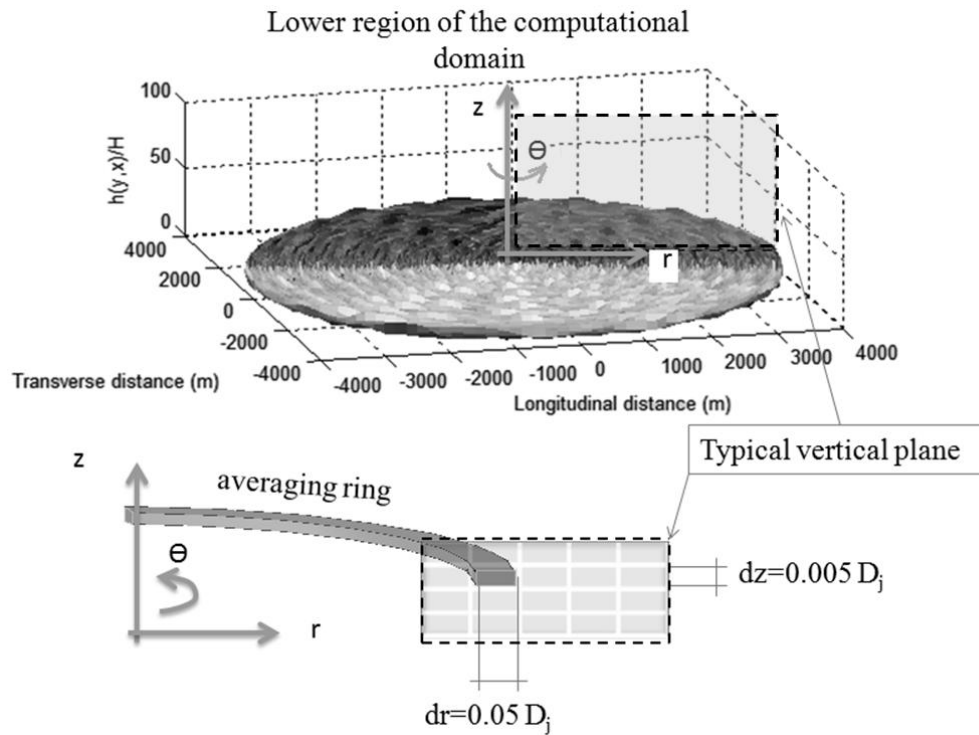 Lower region of the computational
domain
z
100
50
0
h(y,x)/H
Θ
r
4000
2000
0
-2000
-4000
Transverse distance (m)
-4000
-3000
-2000
-1000
0
1000
2000
3000
4000
Longitudinal distance (m)
Typical vertical plane
z
averaging ring
Θ
r
dz=0.005 Dj
dr=0.05 Dj